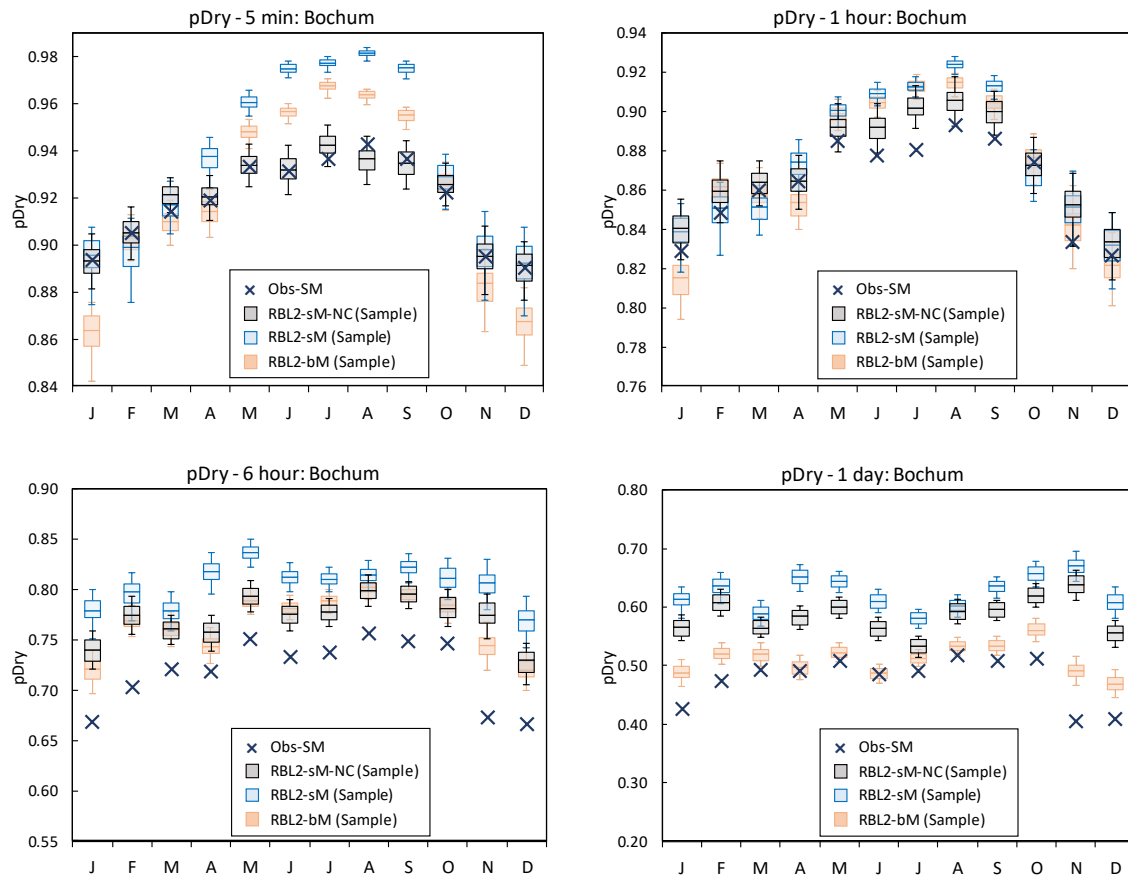 pDry - 5 min: Bochum
0.98
0.96
0.94
0.92
0.90
0.88
0.86
0.84
pDry
Obs-SM
RBL2-sM-NC (Sample)
RBL2-sM (Sample)
RBL2-bM (Sample)
J F M A M J J A S O N D
pDry - 1 hour: Bochum
0.94
0.92
0.90
0.88
0.86
0.84
0.82
0.80
0.78
0.76
pDry
Obs-SM
RBL2-sM-NC (Sample)
RBL2-sM (Sample)
RBL2-bM (Sample)
J F M A M J J A S O N D
pDry - 6 hour: Bochum
0.90
0.85
0.80
0.75
0.70
0.65
0.60
0.55
pDry
Obs-SM
RBL2-sM-NC (Sample)
RBL2-sM (Sample)
RBL2-bM (Sample)
J F M A M J J A S O N D
pDry - 1 day: Bochum
0.80
0.70
0.60
0.50
0.40
0.30
0.20
pDry
Obs-SM
RBL2-sM-NC (Sample)
RBL2-sM (Sample)
RBL2-bM (Sample)
J F M A M J J A S O N D